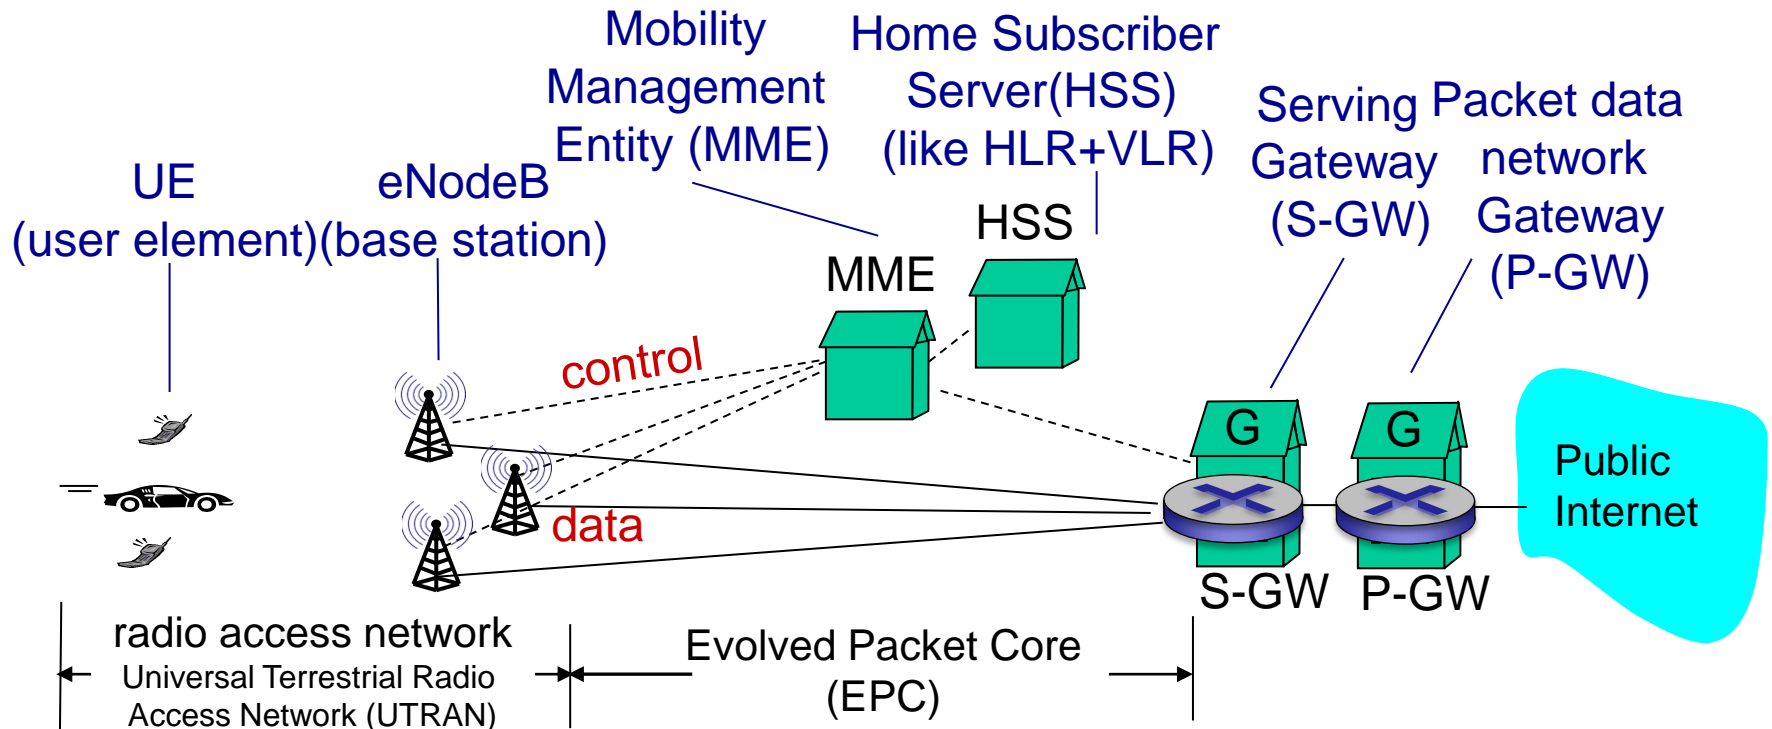 Mobility
Management
Entity (MME)
Home Subscriber
Server(HSS)
(like HLR+VLR)
Serving
Gateway
(S-GW)
Packet data
network
Gateway
(P-GW)
UE
(user element)
eNodeB
(base station)
HSS
MME
control
data
G
G
Public
Internet
S-GW
P-GW
radio access network
Universal Terrestrial Radio
Access Network (UTRAN)
Evolved Packet Core
(EPC)